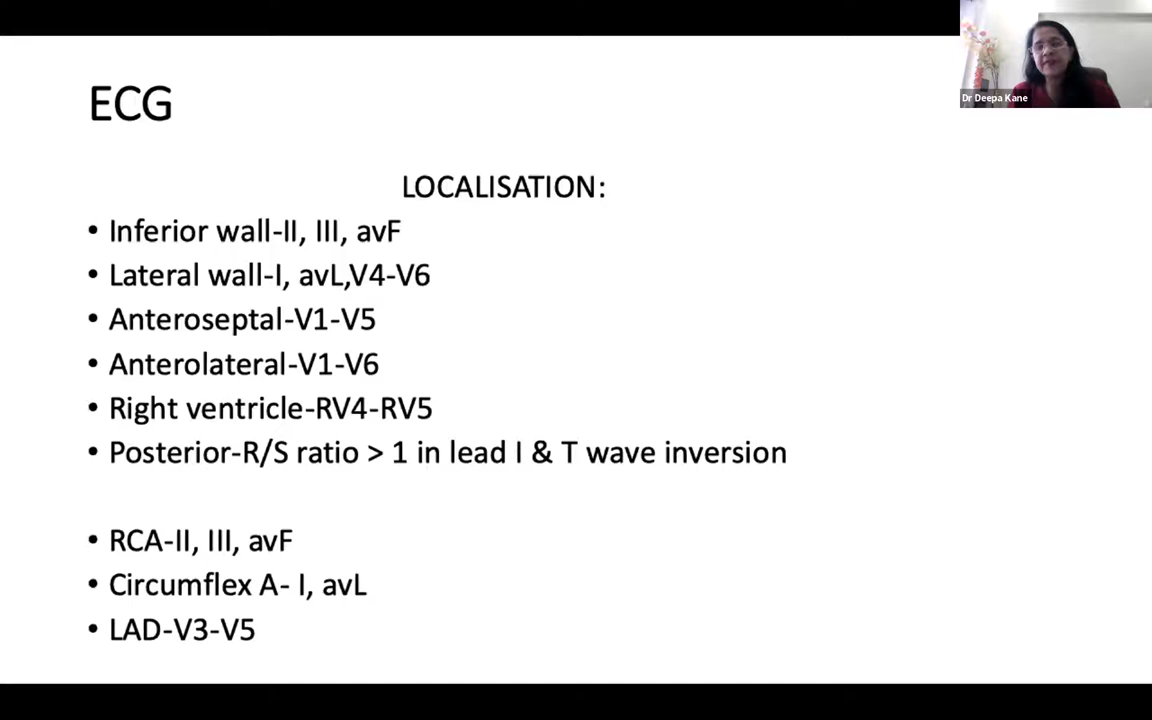 Dr Deepa Kane
ECG
LOCALISATION:
• Inferior wall-II, III, avF
• Lateral wall-I, avL,V4-V6
• Anteroseptal-V1-V5
• Anterolateral-V1-V6
• Right ventricle-RV4-RV5
• Posterior-R/S ratio > 1 in lead I & T wave inversion
• RCA-II, III, avF
• Circumflex A- I, avL
• LAD-V3-V5